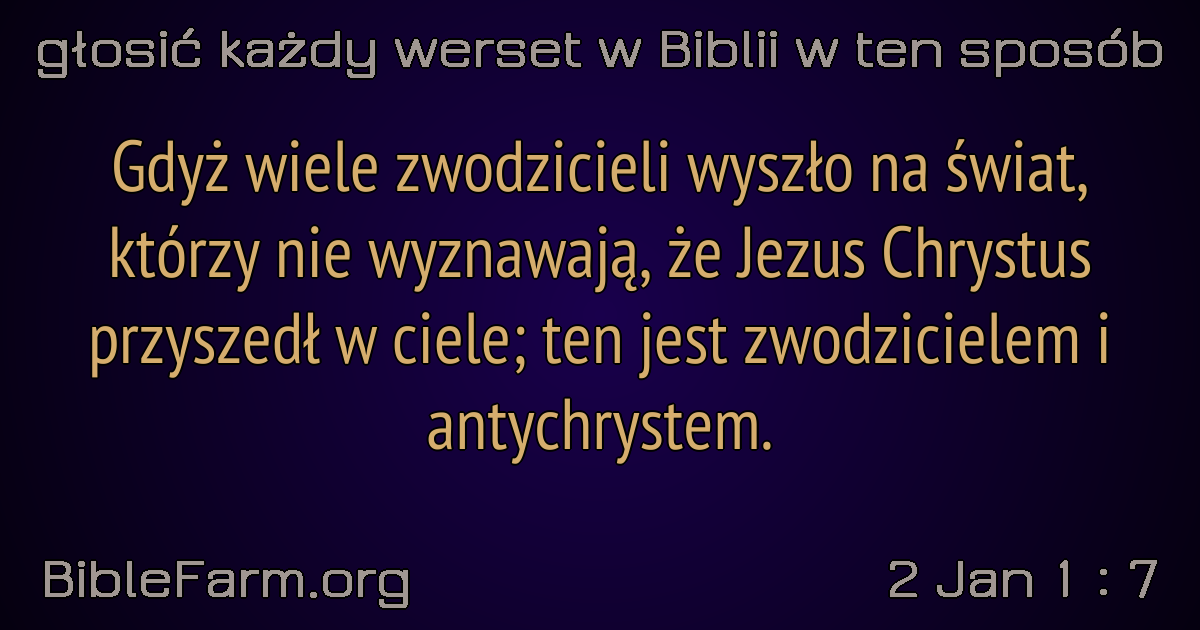 głosić każdy werset w Biblii w ten sposób
Gdyż wiele zwodzicieli wyszło na świat,
którzy nie wyznawają, że Jezus Chrystus
przyszedł w ciele; ten jest zwodzicielem i
antychrystem.
BibleFarm.org
2 Jan 1 : 7